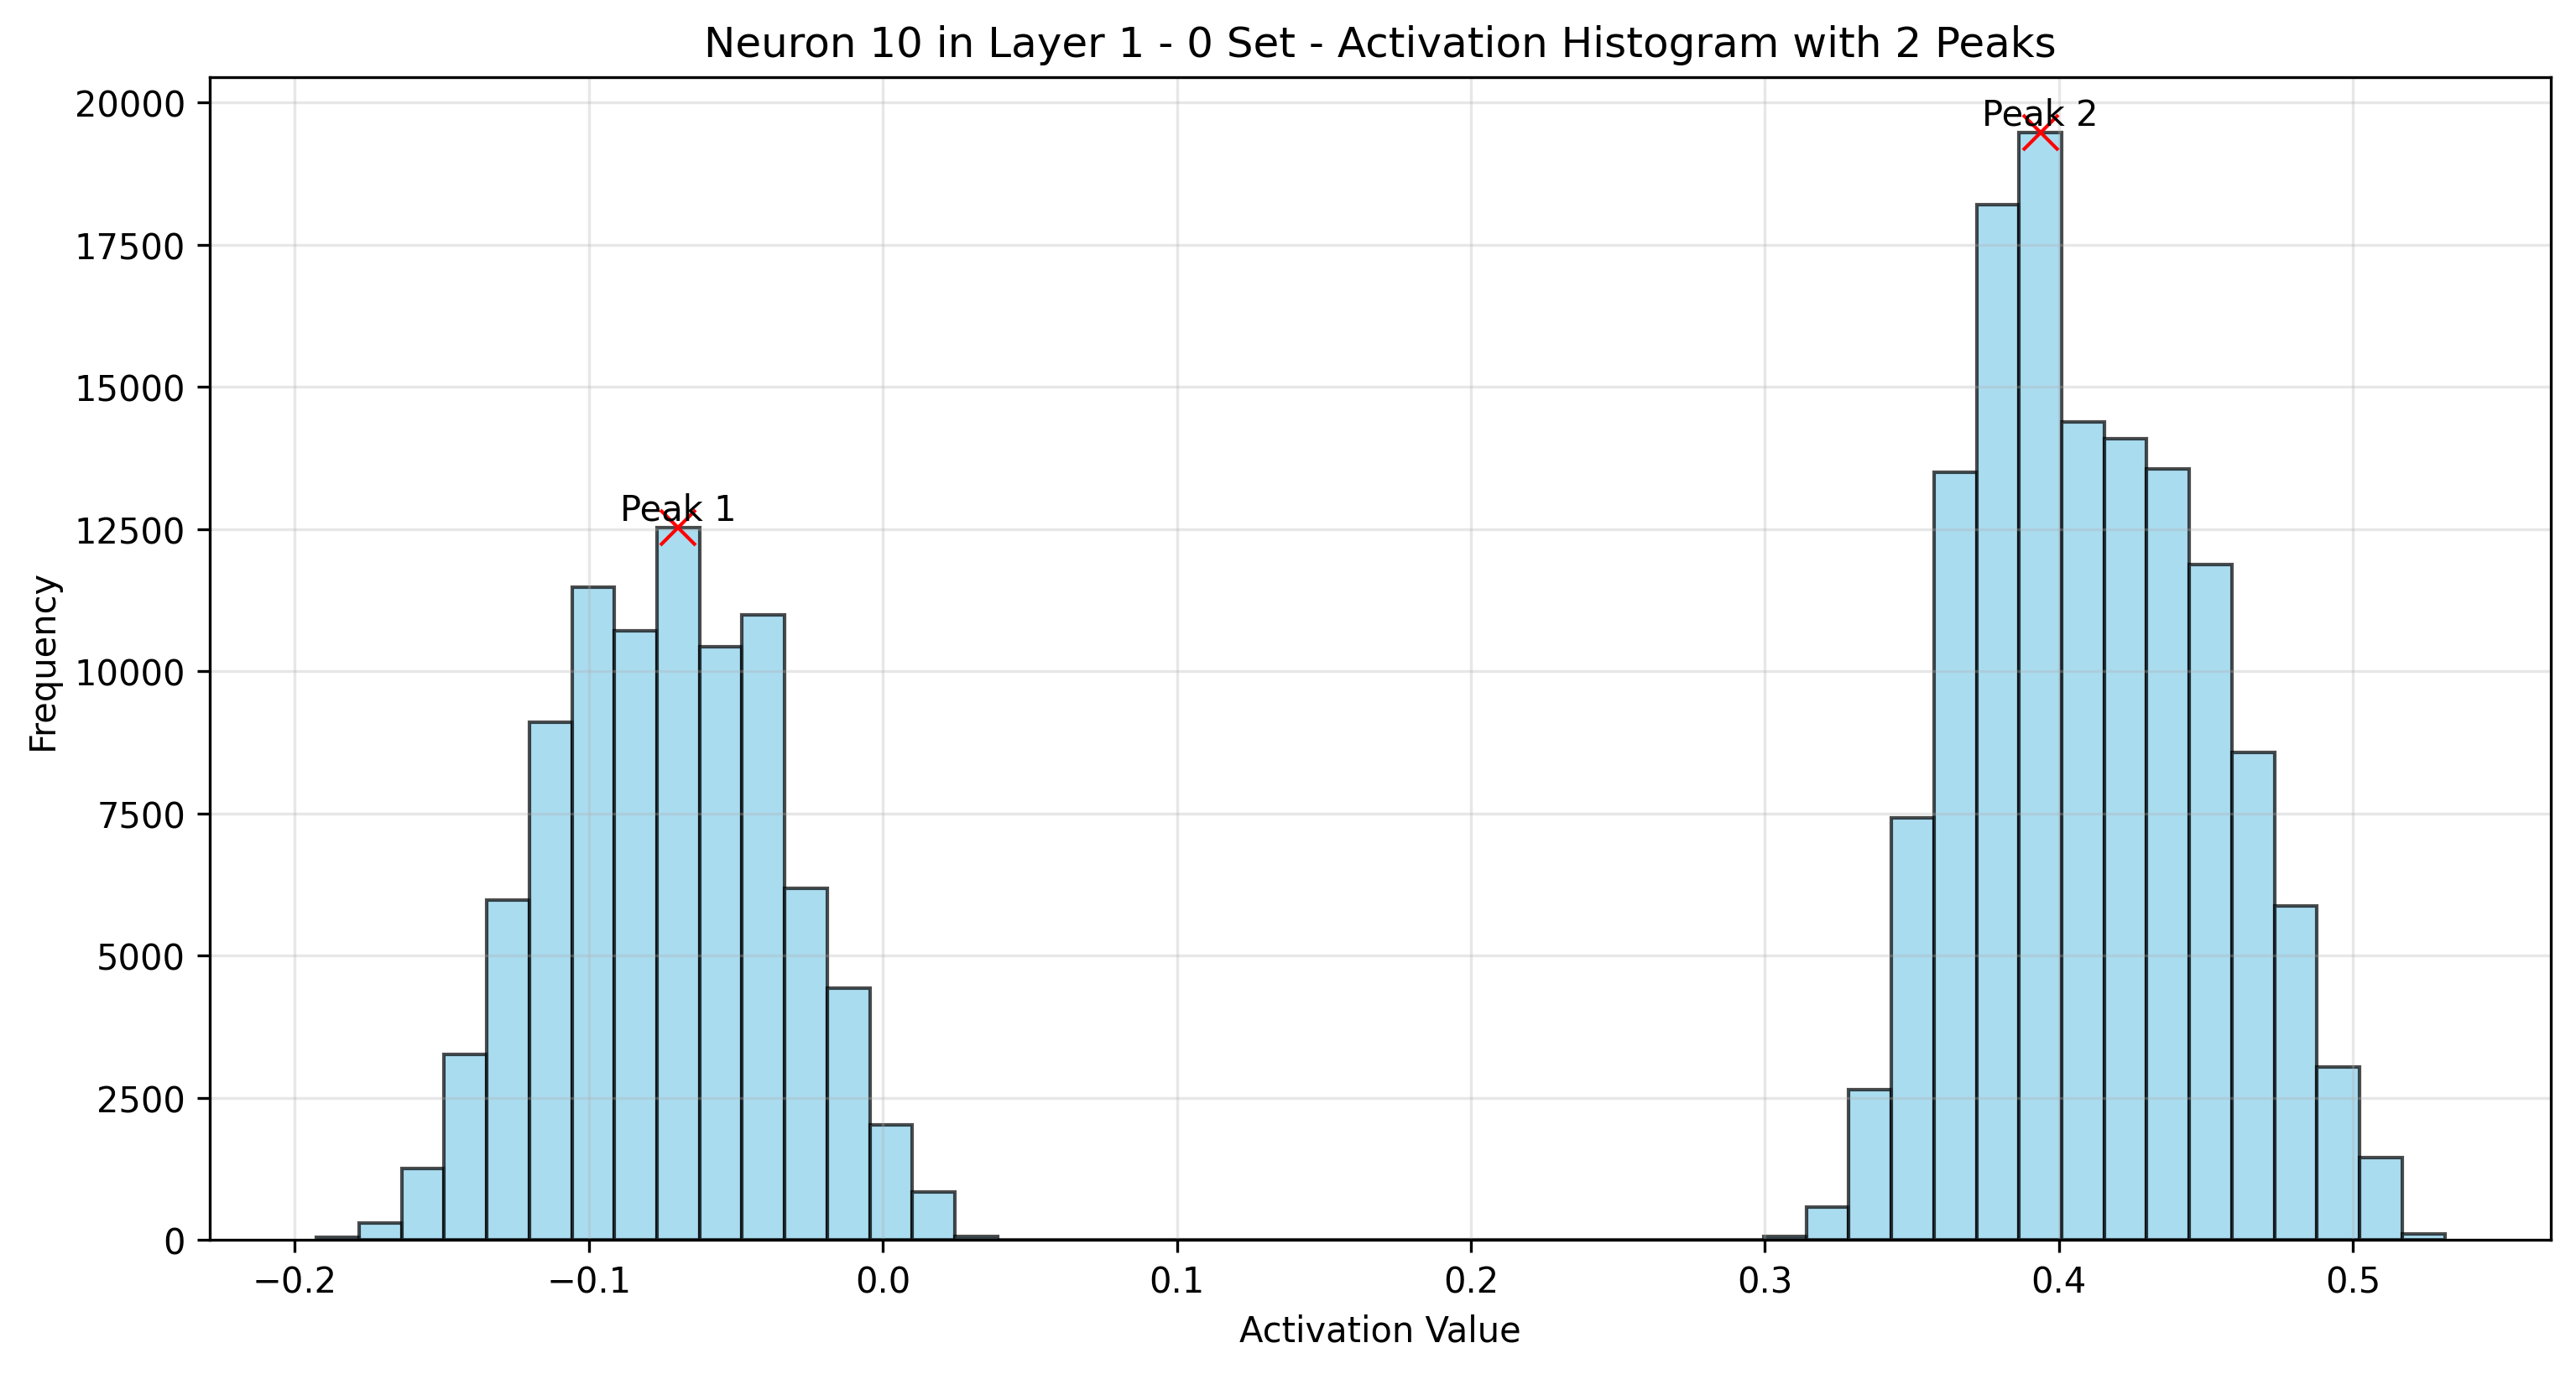 Neuron 10 in Layer 1 - 0 Set - Activation Histogram with 2 Peaks
20000
17500
15000
12500
10000
7500
5000
2500
0
Frequency
Peak 1
Peak 2
−0.2 −0.1 0.0 0.1 0.2 0.3 0.4 0.5
Activation Value